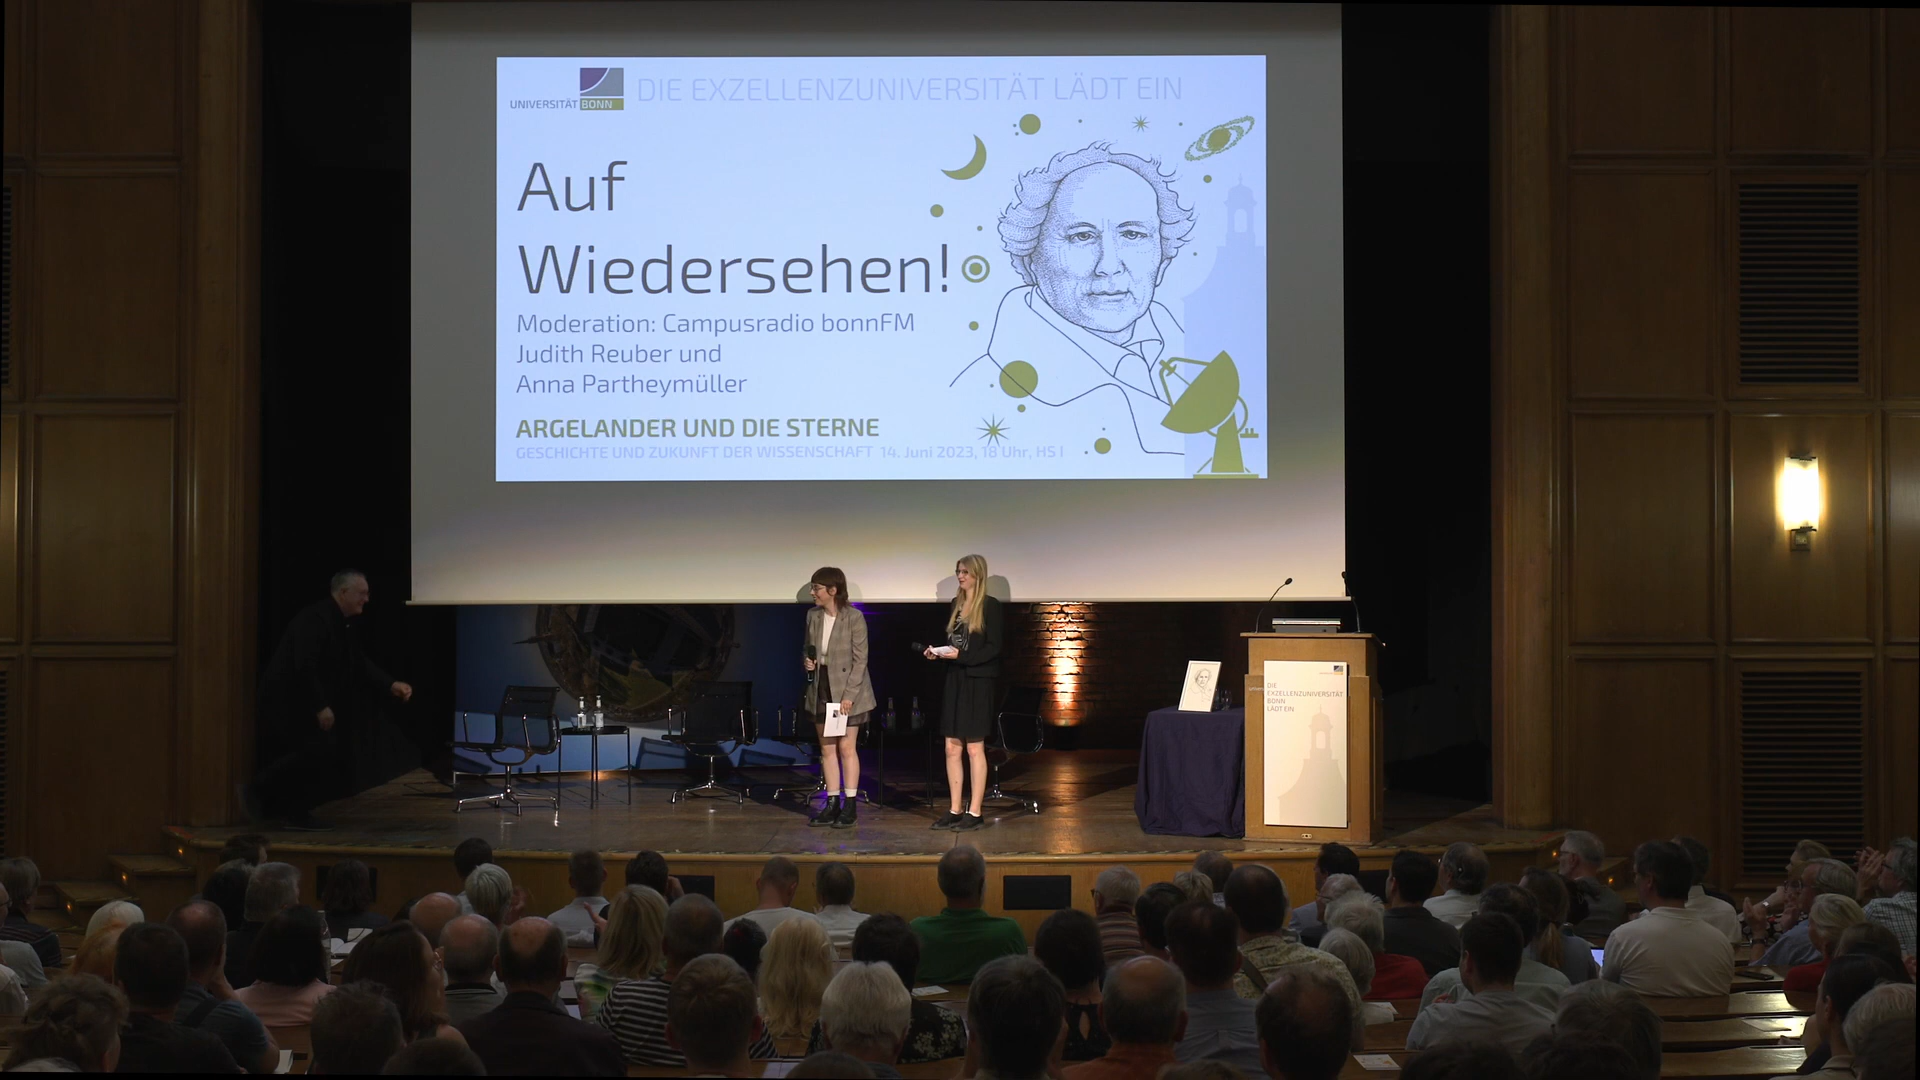 UNIVERSITÄT BONN
DIE EXZELLENZUNIVERSITÄT LÄDT EIN
Auf
Wiedersehen!
Moderation: Campusradio bonnFM
Judith Reuber und
Anna Partheymüller
ARGELANDER UND DIE STERNE
GESCHICHTE UND ZUKUNFT DER WISSENSCHAFT 14. Juni 2023, 18 Uhr, HS I
DIE
EXZELLENZUNIVERSITÄT
BONN
LÄDT EIN